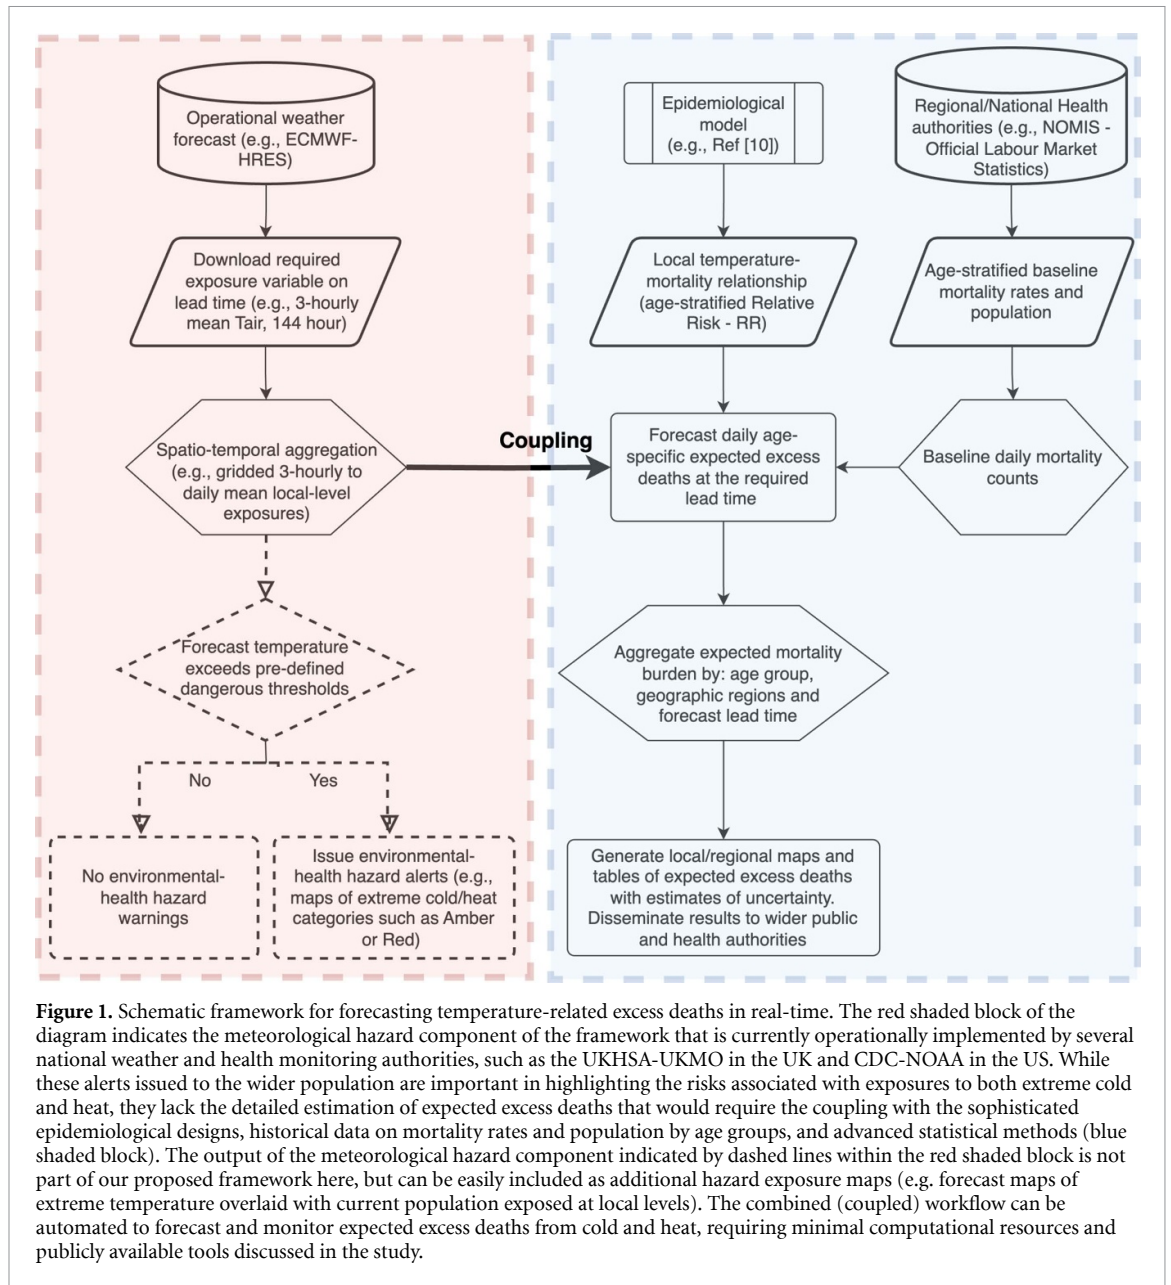 Operational weather
forecast (e.g., ECMWF-
HRES)
Download required
exposure variable on
lead time (e.g., 3-hourly
mean Tair, 144 hour)
Spatio-temporal aggregation
(e.g., gridded 3-hourly to
daily mean local-level
exposures)
Forecast temperature
exceeds pre-defined
dangerous thresholds
No
Yes
No environmental-
health hazard
warnings
Issue environmental-
health hazard alerts (e.g.,
maps of extreme cold/heat
categories such as Amber
or Red)
Coupling
Epidemiological
model
(e.g., Ref [10])
Local temperature-
mortality relationship
(age-stratified Relative
Risk - RR)
Regional/National Health
authorities (e.g., NOMIS -
Official Labour Market
Statistics)
Age-stratified baseline
mortality rates and
population
Baseline daily mortality
counts
Forecast daily age-
specific expected excess
deaths at the required
lead time
Aggregate expected mortality
burden by: age group,
geographic regions and
forecast lead time
Generate local/regional maps and
tables of expected excess deaths
with estimates of uncertainty.
Disseminate results to wider public
and health authorities
Figure 1. Schematic framework for forecasting temperature-related excess deaths in real-time. The red shaded block of the
diagram indicates the meteorological hazard component of the framework that is currently operationally implemented by several
national weather and health monitoring authorities, such as the UKHSA-UKMO in the UK and CDC-NOAA in the US. While
these alerts issued to the wider population are important in highlighting the risks associated with exposures to both extreme cold
and heat, they lack the detailed estimation of expected excess deaths that would require the coupling with the sophisticated
epidemiological designs, historical data on mortality rates and population by age groups, and advanced statistical methods (blue
shaded block). The output of the meteorological hazard component indicated by dashed lines within the red shaded block is not
part of our proposed framework here, but can be easily included as additional hazard exposure maps (e.g. forecast maps of
extreme temperature overlaid with current population exposed at local levels). The combined (coupled) workflow can be
automated to forecast and monitor expected excess deaths from cold and heat, requiring minimal computational resources and
publicly available tools discussed in the study.